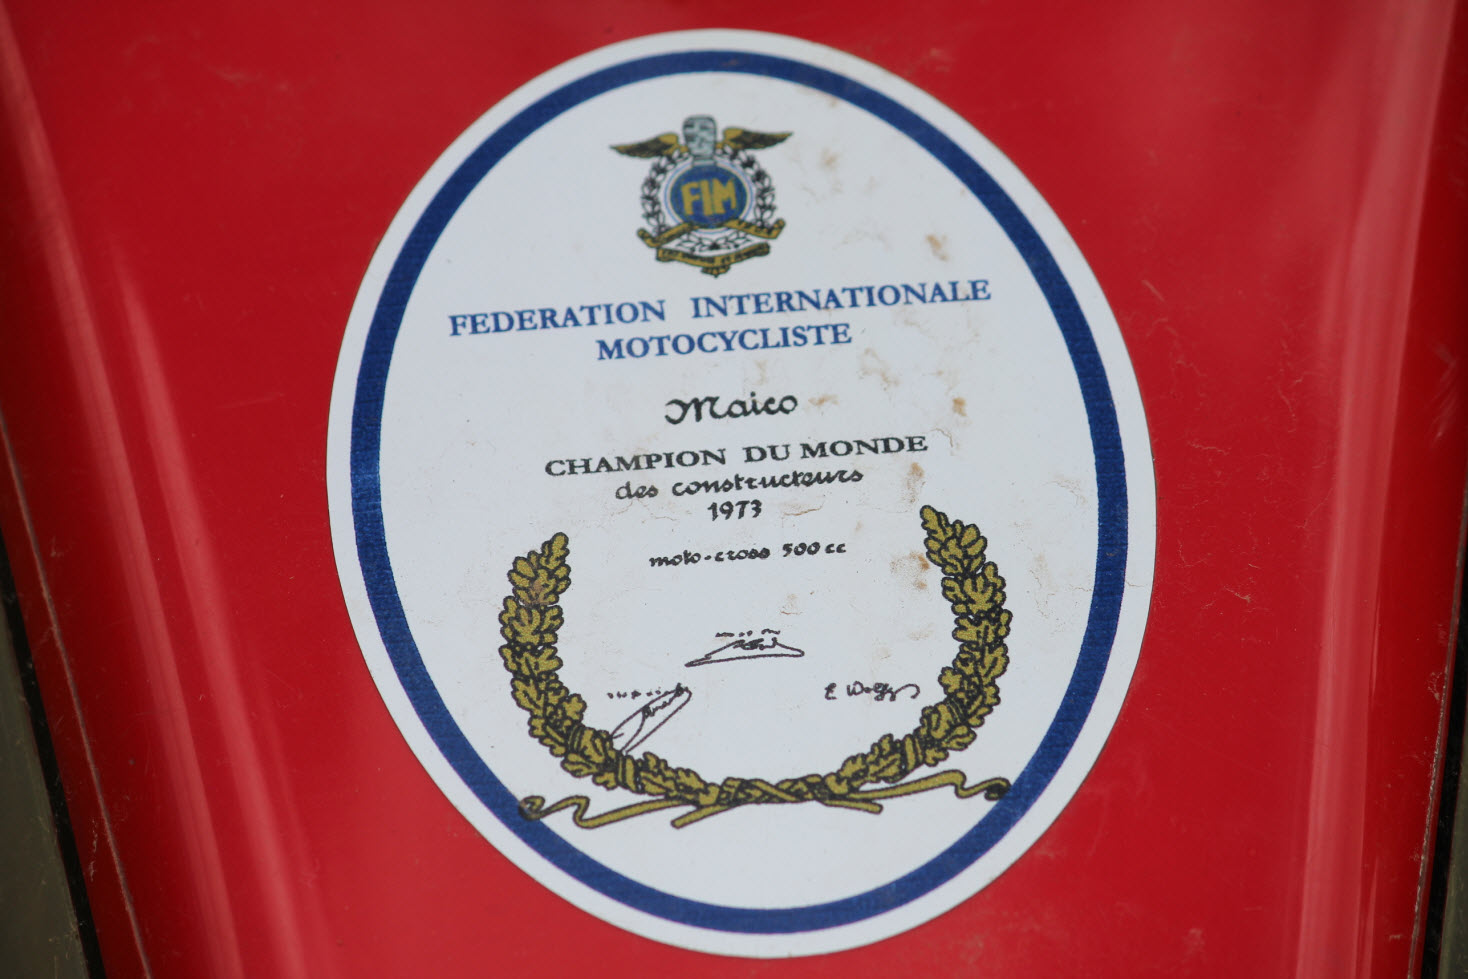 FIM
FEDERATION INTERNATIONALE
MOTOCYCLISTE
Maico
CHAMPION DU MONDE
des constructeurs
1973
moto-cross 500 cc